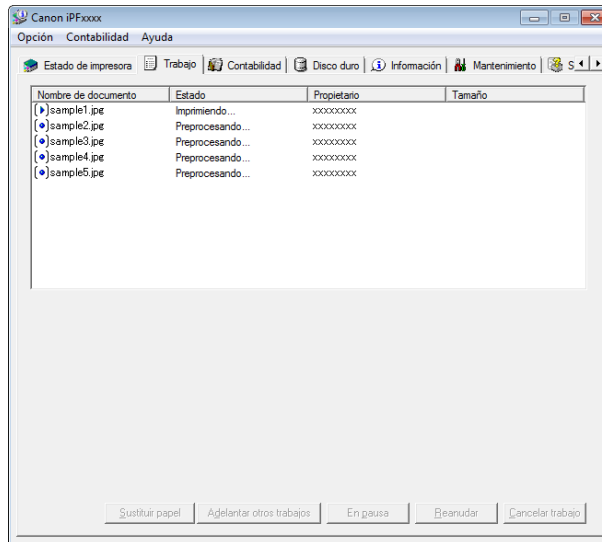 Canon iPFxxxx
Opción Contabilidad Ayuda
Estado de impresora Trabajo Contabilidad Disco duro Información Mantenimiento S
Nombre de documento Estado Propietario Tamaño
sample1.jpg Imprimiendo... xxxxxxxx
sample2.jpg Preprocesando... xxxxxxxx
sample3.jpg Preprocesando... xxxxxxxx
sample4.jpg Preprocesando... xxxxxxxx
sample5.jpg Preprocesando... xxxxxxxx
Sustituir papel Adelantar otros trabajos En pausa Reanudar Cancelar trabajo